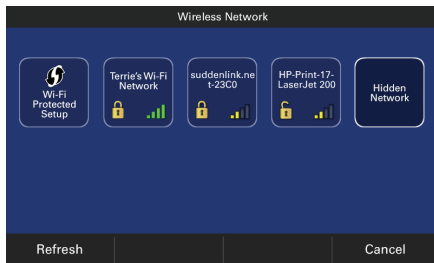 Wireless Network
Wi-Fi
Protected
Setup
Terrie's Wi-Fi
Network
suddenlink.ne
t-23C0
HP-Print-17-
LaserJet 200
Hidden
Network
Refresh
Cancel